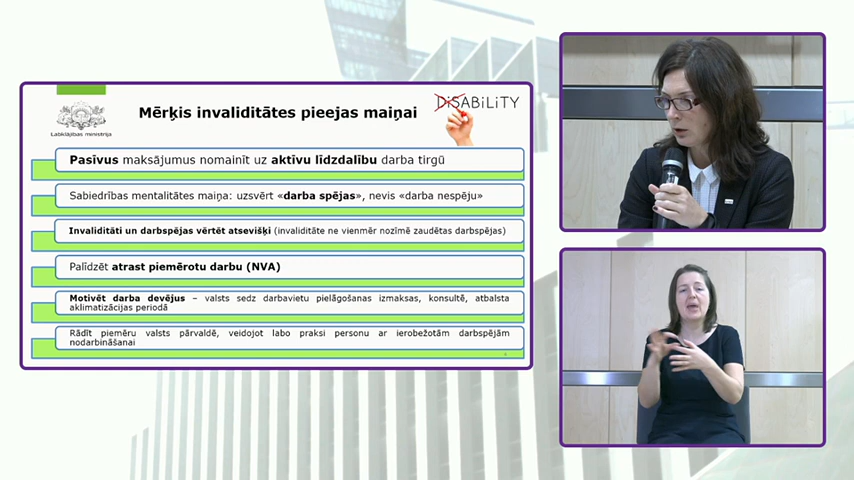 Labklājības ministrija
Mērķis invaliditātes pieejas maiņai
DiSABiLiTY
Pasīvus maksājumus nomainīt uz aktīvu līdzdalību darba tirgū
Sabiedrības mentalitātes maiņa: uzsvērt «darba spējas», nevis «darba nespēju»
Invaliditāti un darbspējas vērtēt atsevišķi (invaliditāte ne vienmēr nozīmē zaudētas darbspējas)
Palīdzēt atrast piemērotu darbu (NVA)
Motivēt darba devējus – valsts sedz darbavietu pielāgošanas izmaksas, konsultē, atbalsta
aklimatizācijas periodā
Rādīt piemēru valsts pārvaldē, veidojot labo praksi personu ar ierobežotām darbspējām
nodarbināšanai